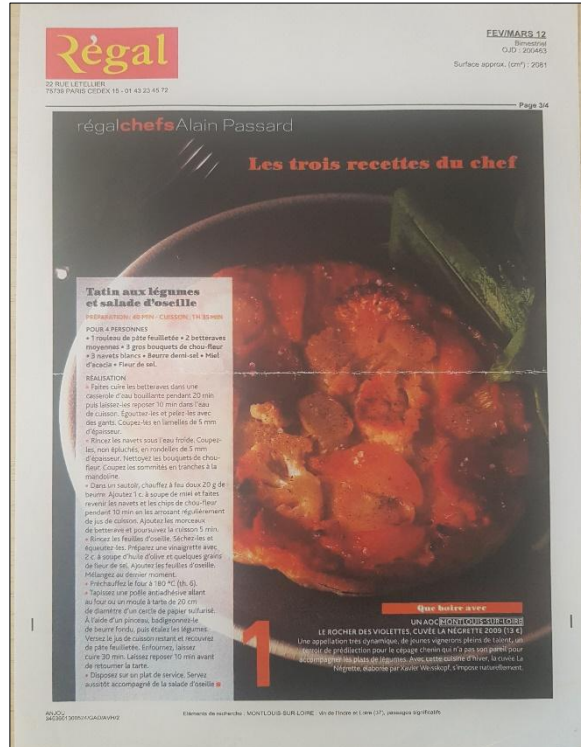 Régal
22 RUE LETELLIER
75739 PARIS CEDEX 15 - 01 43 23 45 72
FEV/MARS 12
Bimestriel
OJD : 200463
Surface approx. (cm²) : 2061
Page 3/4
régalchefsAlain Passard
Les trois recettes du chef
Tatin aux légumes
et salade d'oseille
PRÉPARATION: 40 MIN - CUISSON: 1H 35 MIN
POUR 4 PERSONNES
• 1 rouleau de pâte feuilletée • 2 betteraves
moyennes • 3 gros bouquets de chou-fleur
• 3 navets blancs • Beurre demi-sel • Miel
d'acacia • Fleur de sel.
RÉALISATION
• Faites cuire les betteraves dans une
casserole d'eau bouillante pendant 20 min
puis laissez-les reposer 10 min dans l'eau
de cuisson. Égouttez-les et pelez-les avec
des gants. Coupez-les en lamelles de 5 mm
d'épaisseur.
• Rincez les navets sous l'eau froide. Coupez-
les, non épluchés, en rondelles de 5 mm
d'épaisseur. Nettoyez les bouquets de chou-
fleur. Coupez les sommités en tranches à la
mandoline.
• Dans un sautoir, chauffez à feu doux 20 g de
beurre. Ajoutez 1 c. à soupe de miel et faites
revenir les navets et les chips de chou-fleur
pendant 10 min en les arrosant régulièrement
de jus de cuisson. Ajoutez les morceaux
de betterave et poursuivez la cuisson 5 min.
• Rincez les feuilles d'oseille. Séchez-les et
équeutez-les. Préparez une vinaigrette avec
2 c. à soupe d'huile d'olive et quelques grains
de fleur de sel. Ajoutez les feuilles d'oseille.
Mélangez au dernier moment.
• Préchauffez le four à 180 °C (th. 6).
• Tapissez une poêle antiadhésive allant
au four ou un moule à tarte de 20 cm
de diamètre d'un cercle de papier sulfurisé.
À l'aide d'un pinceau, badigeonnez-le
de beurre fondu, puis étalez les légumes.
Versez le jus de cuisson restant et recouvrez
de pâte feuilletée. Enfournez, laissez
cuire 30 min. Laissez reposer 10 min avant
de retourner la tarte.
• Disposez sur un plat de service. Servez
aussitôt accompagné de la salade d'oseille
1
Que boire avec
UN AOC MONTLOUIS-SUR-LOIRE
LE ROCHER DES VIOLETTES, CUVÉE LA NÉGRETTE 2009 (13 €)
Une appellation très dynamique, de jeunes vignerons pleins de talent, un
terroir de prédilection pour le cépage chenin qui n'a pas son pareil pour
accompagner les plats de légumes. Avec cette cuisine d'hiver, la cuvée La
Négrette, élaborée par Xavier Weisskopf, s'impose naturellement.
ANJOU
Eléments de recherche : MONTLOUIS-SUR-LOIRE : vin de l'Indre et Loire (37), passages significatifs